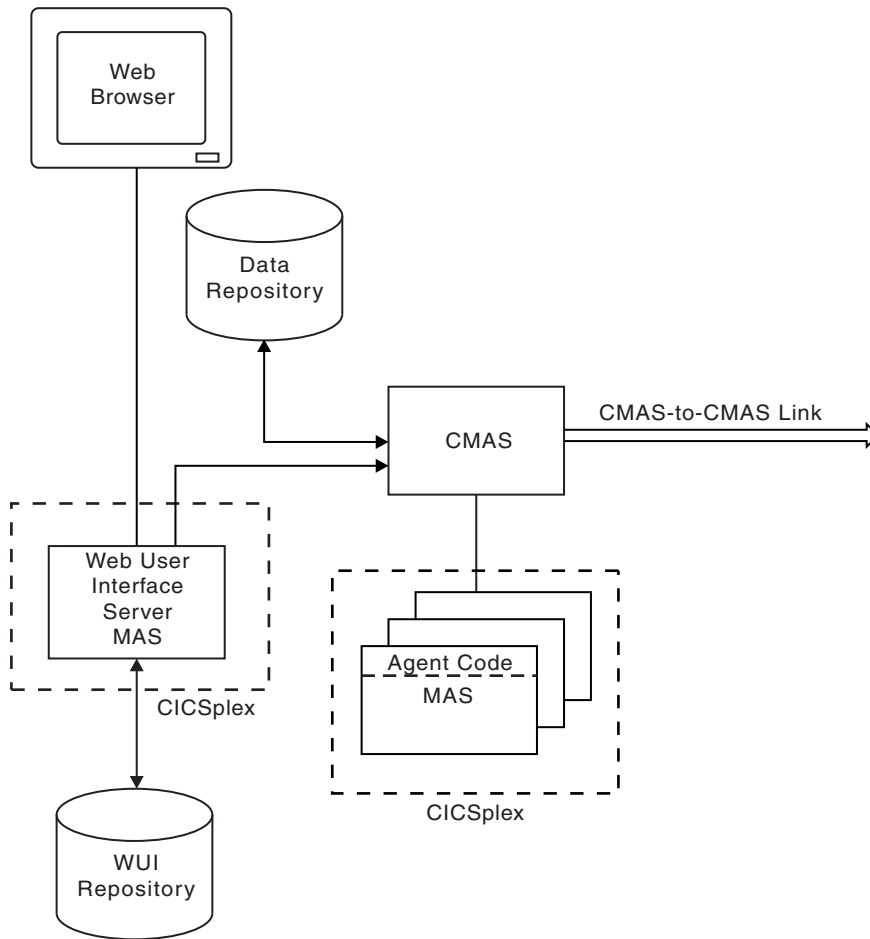 Web
Browser
Data
Repository
CMAS-to-CMAS Link
CMAS
Web User
Interface
Server
MAS
Agent Code
MAS
CICSplex
CICSplex
WUI
Repository